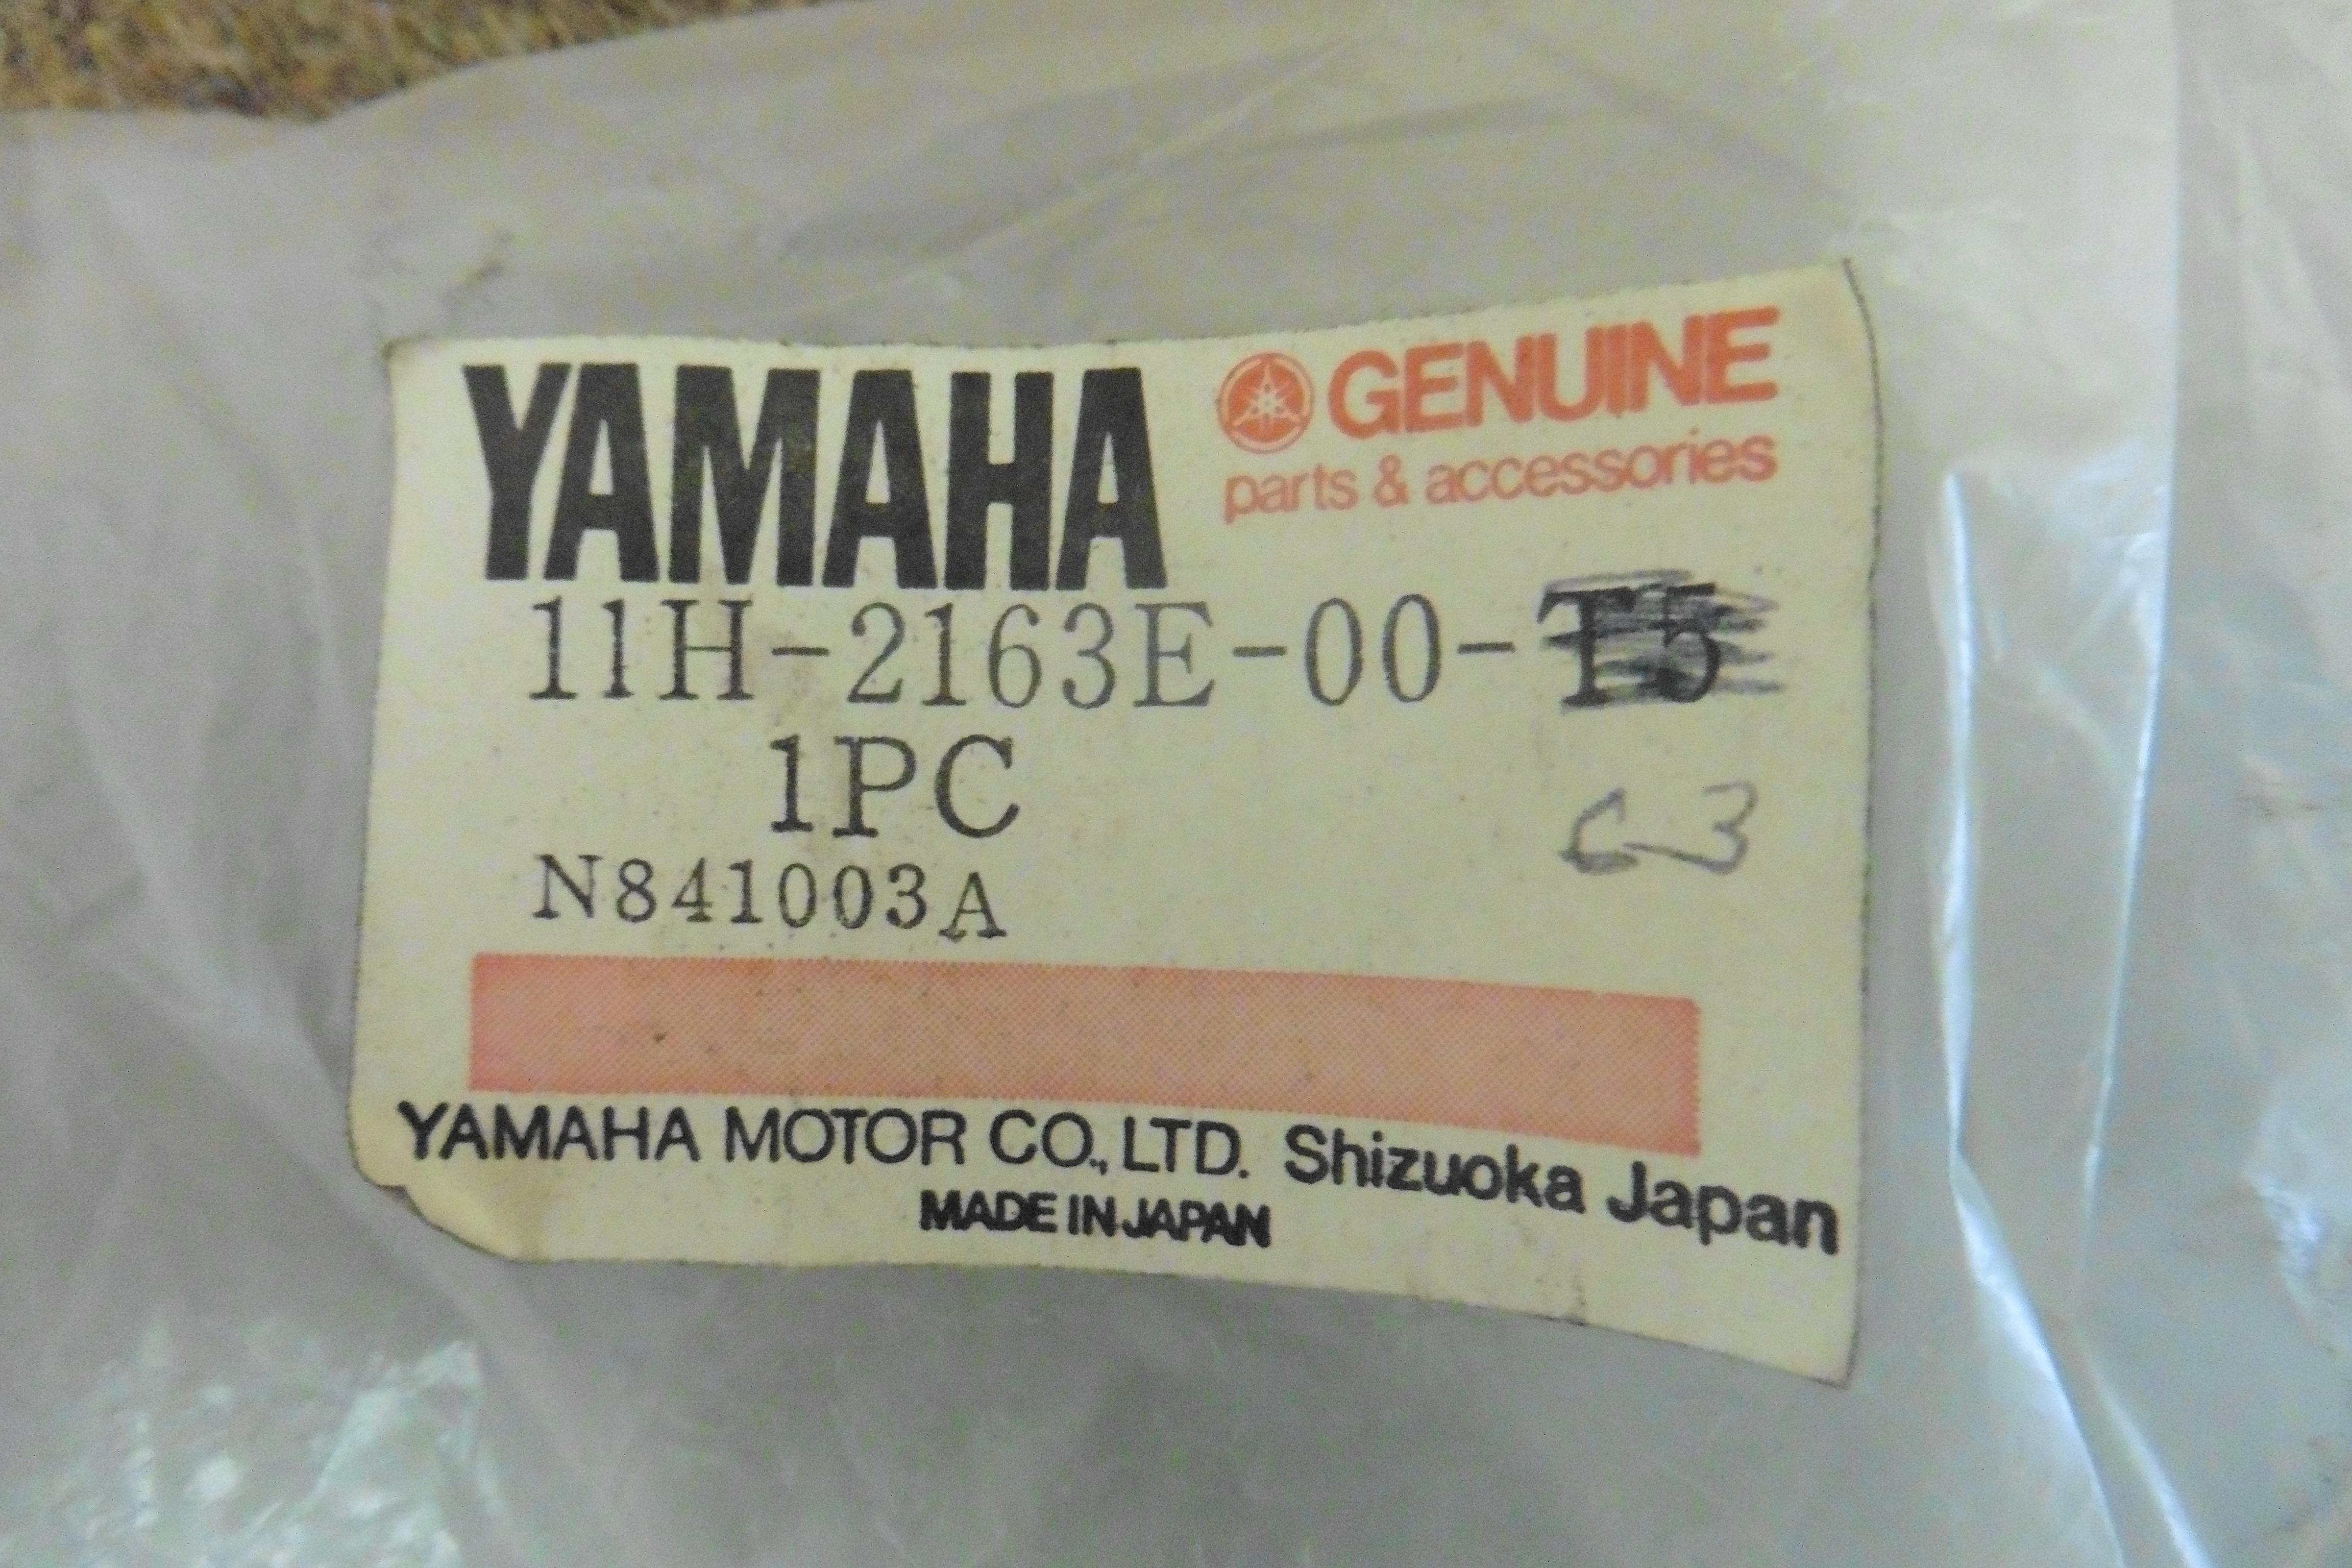 YAMAHA GENUINE
parts & accessories
11H-2163E-00-T5
1PC
C-3
N841003A
YAMAHA MOTOR CO., LTD. Shizuoka Japan
MADE IN JAPAN